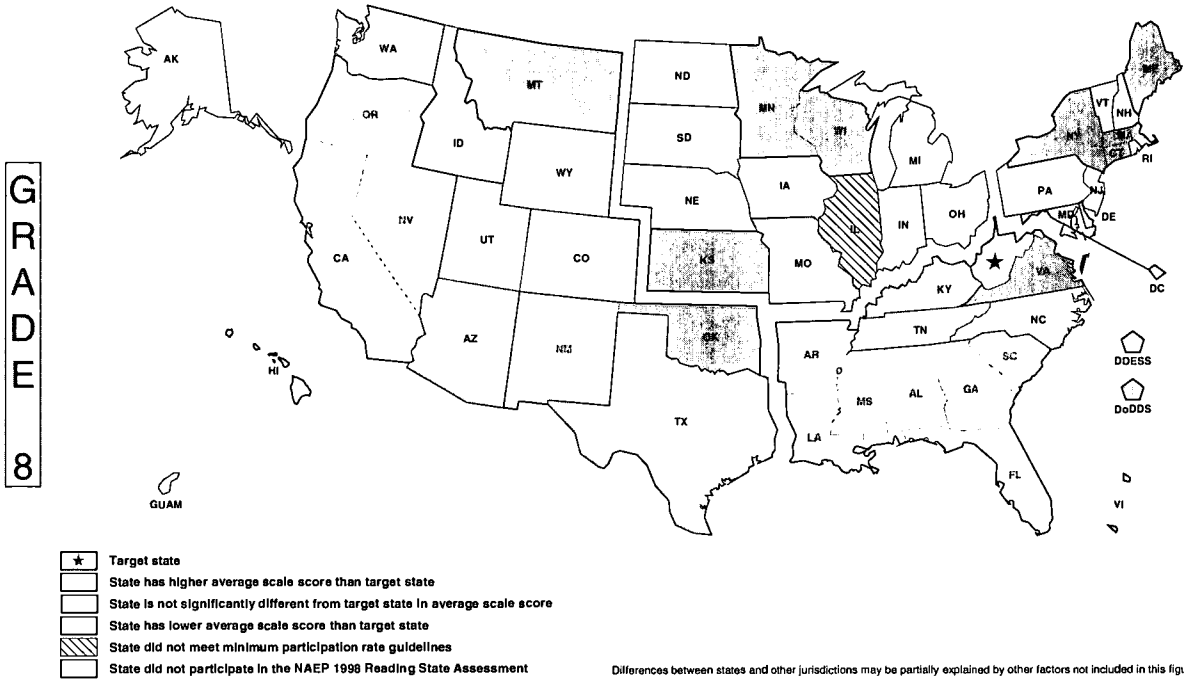 GRADE 8
AK
WA
OR
CA
NV
ID
MT
WY
UT
CO
AZ
NM
ND
SD
NE
KS
OK
TX
MN
IA
MO
AR
LA
WI
IL
MI
IN
OH
KY
TN
MS
AL
GA
FL
SC
NC
VA
PA
NY
VT
NH
ME
MA
CT
RI
NJ
DE
MD
DC
DDESS
DoDDS
VI
HI
GUAM
★ Target state
State has higher average scale score than target state
State is not significantly different from target state in average scale score
State has lower average scale score than target state
State did not meet minimum participation rate guidelines
State did not participate in the NAEP 1998 Reading State Assessment
Differences between states and other jurisdictions may be partially explained by other factors not included in this